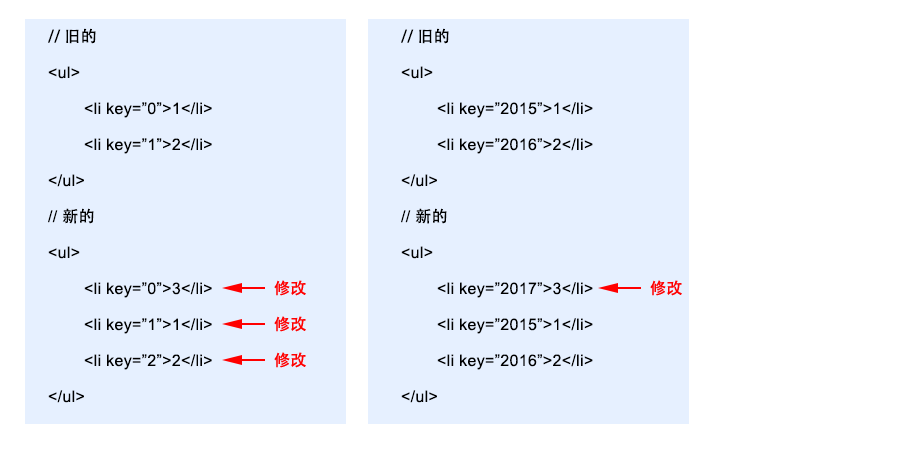 // 旧的
<ul>
<li key=”0”>1</li>
<li key=”1”>2</li>
</ul>
// 新的
<ul>
<li key=”0”>3</li> 修改
<li key=”1”>1</li> 修改
<li key=”2”>2</li> 修改
</ul>
// 旧的
<ul>
<li key=”2015”>1</li>
<li key=”2016”>2</li>
</ul>
// 新的
<ul>
<li key=”2017”>3</li> 修改
<li key=”2015”>1</li>
<li key=”2016”>2</li>
</ul>